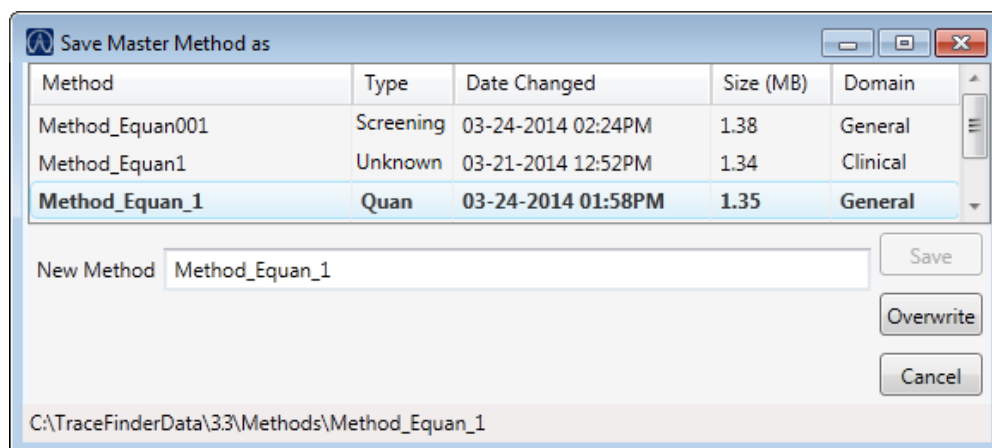 Save Master Method as
Method Type Date Changed Size (MB) Domain
Method_Equan001 Screening 03-24-2014 02:24PM 1.38 General
Method_Equan1 Unknown 03-21-2014 12:52PM 1.34 Clinical
Method_Equan_1 Quan 03-24-2014 01:58PM 1.35 General
New Method Method_Equan_1 Save
Overwrite
Cancel
C:\TraceFinderData\33\Methods\Method_Equan_1